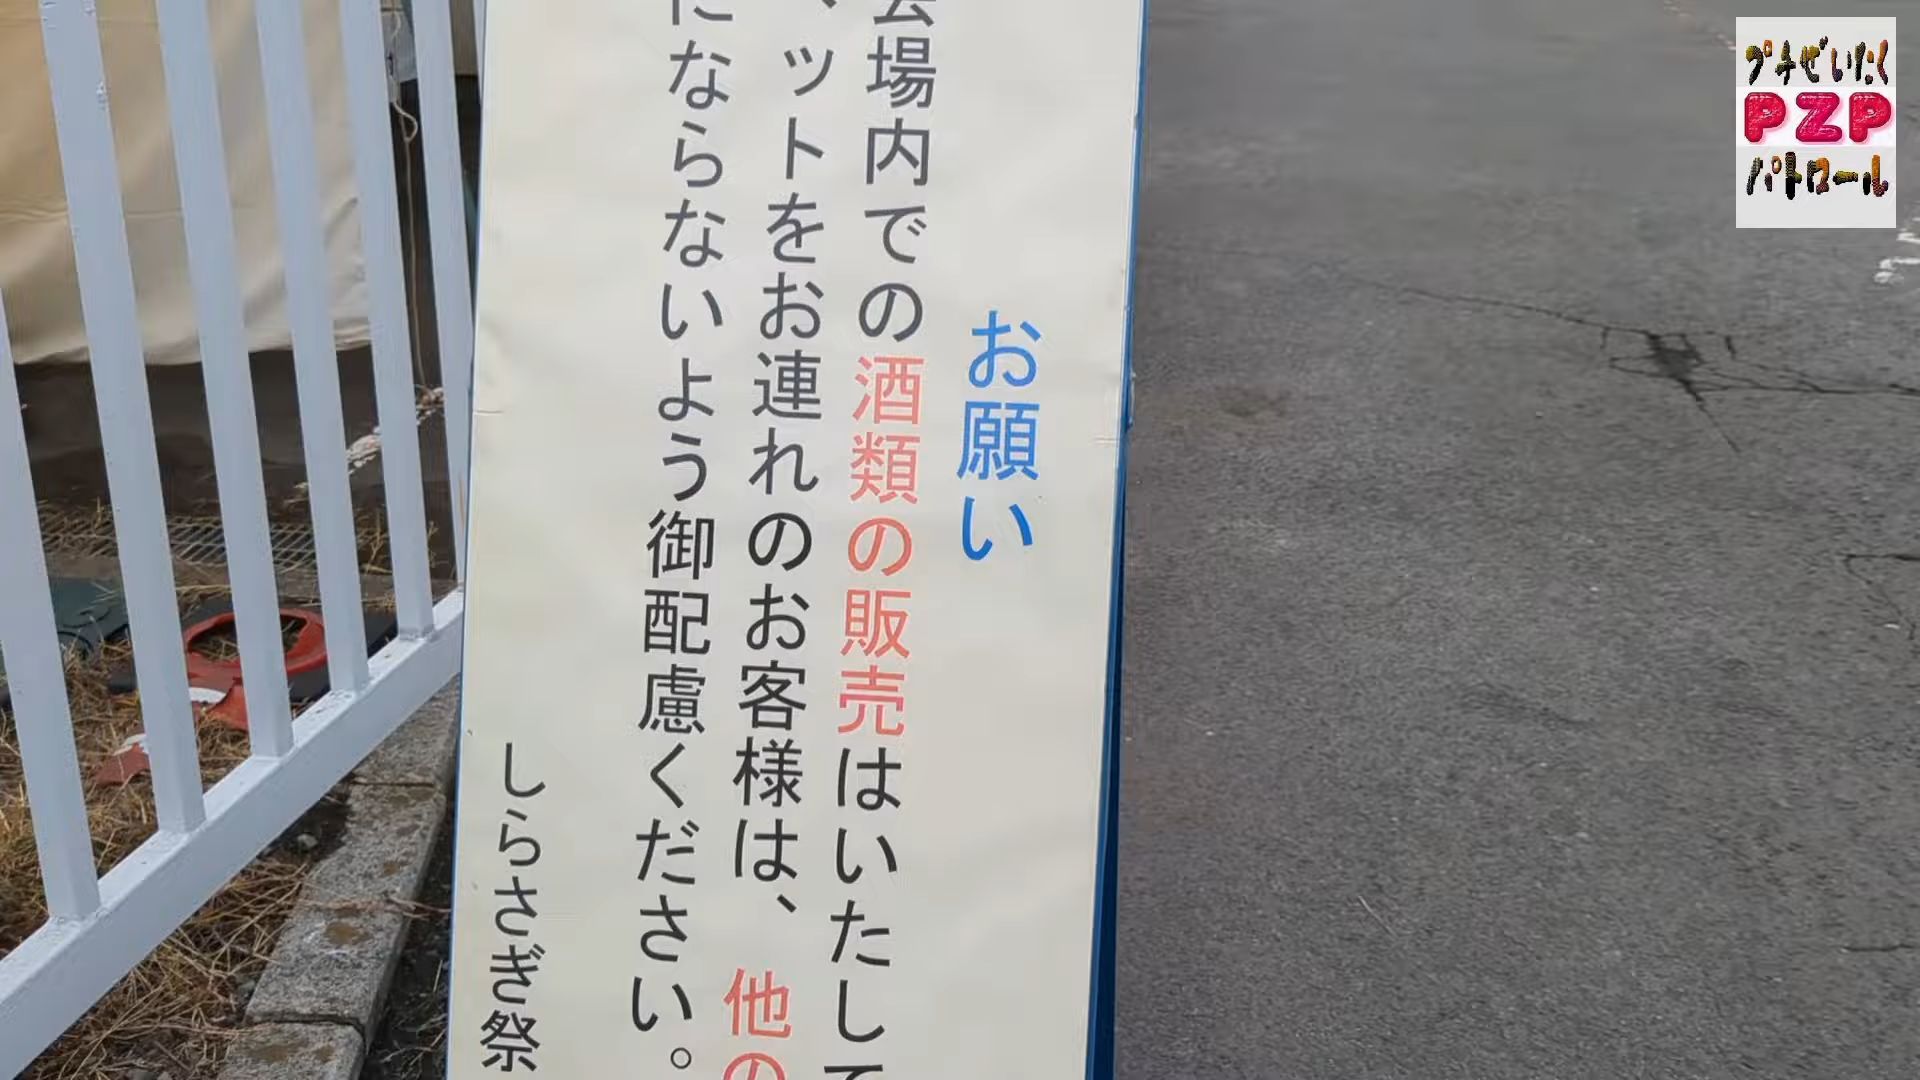 お願い
会場内での酒類の販売はいたして
ットをお連れのお客様は、他の
にならないよう御配慮ください。
しらさぎ祭
プチぜいたく
PZP
パトロール